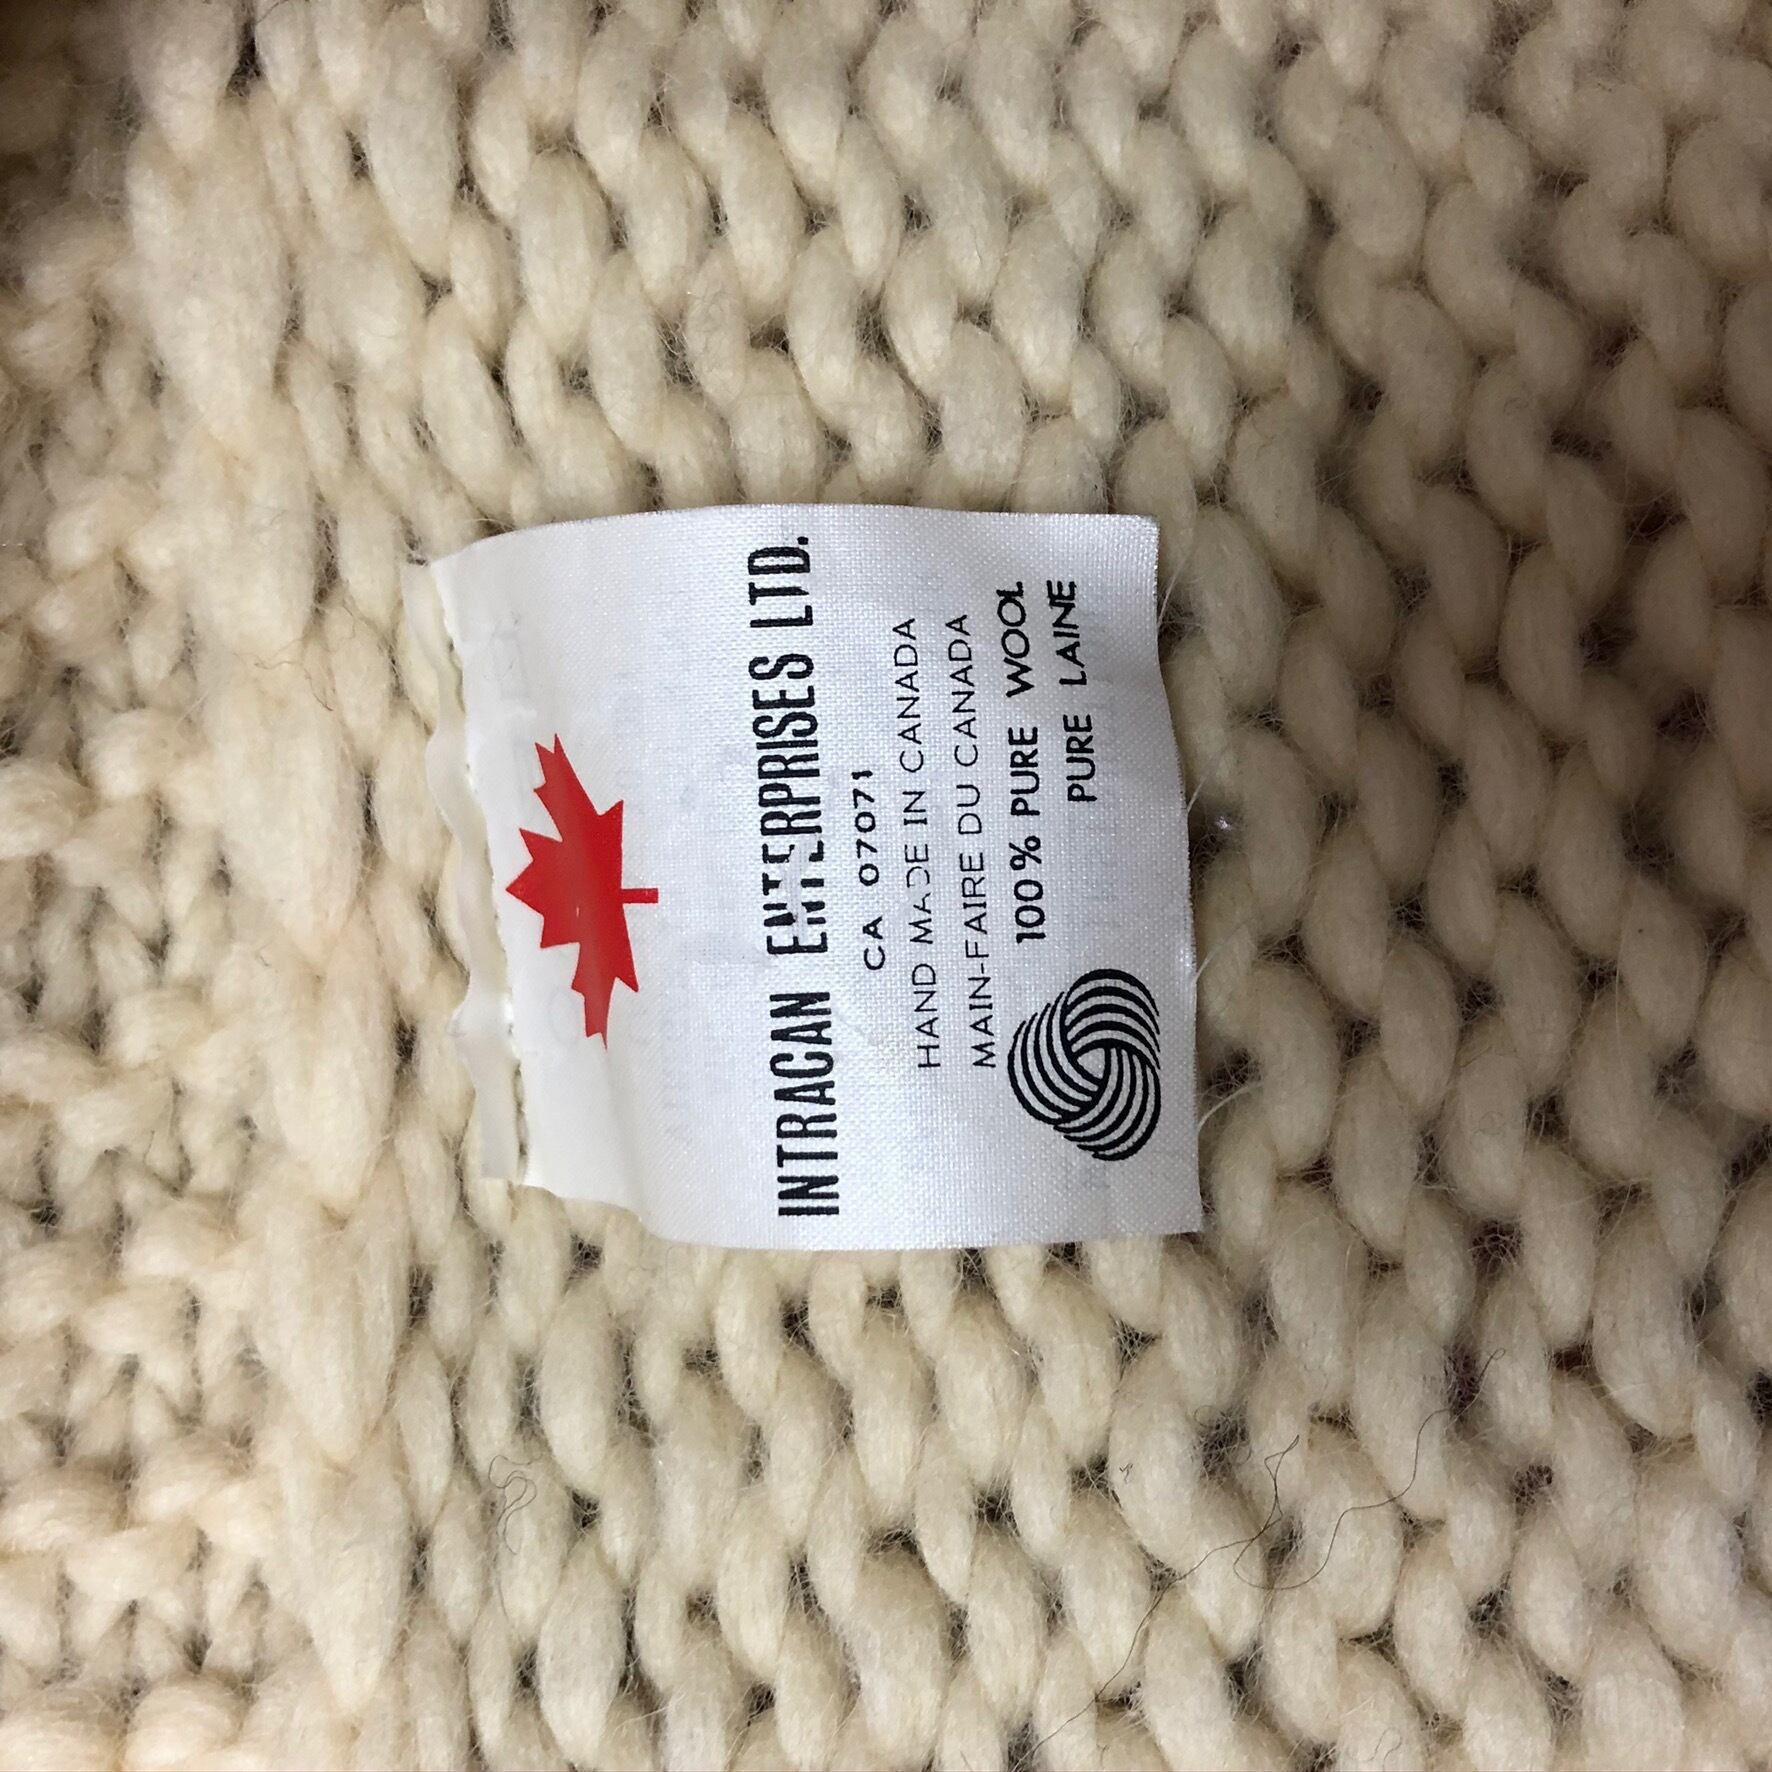 INTRACAN ENTERPRISES LTD.
CA 07071
HAND MADE IN CANADA
MAIN-FAIRE DU CANADA
100% PURE WOOL
PURE LAINE